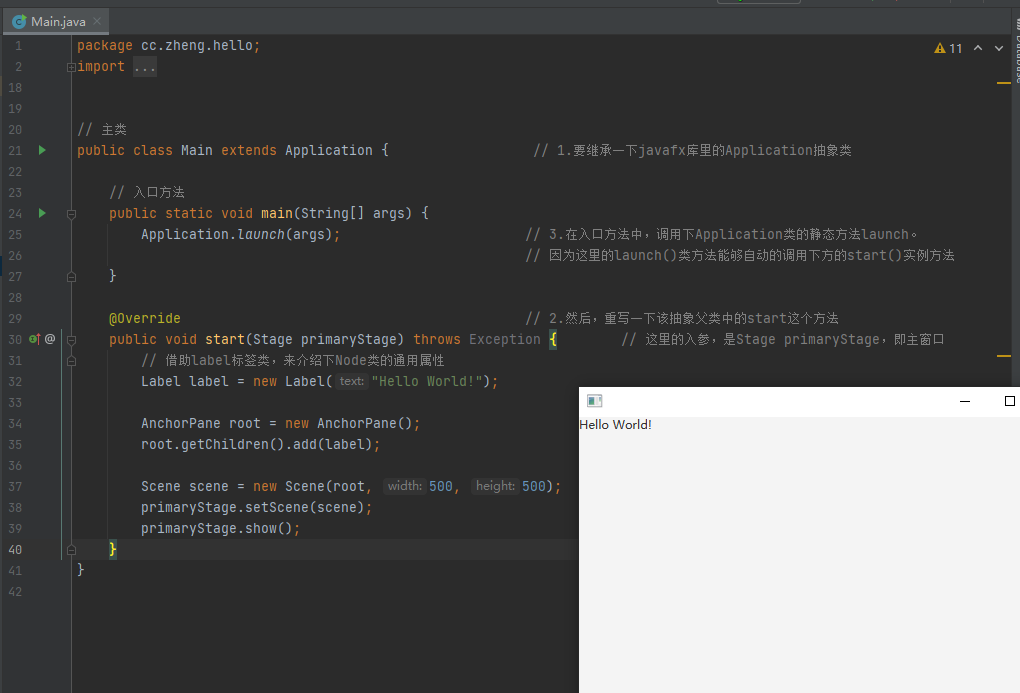 Main.java
11
1 package cc.zheng.hello;
2 import ...
18
19
20 // 主类
21 public class Main extends Application { // 1.要继承一下javafx库里的Application抽象类
22
23 // 入口方法
24 public static void main(String[] args) {
25 Application.launch(args); // 3.在入口方法中,调用下Application类的静态方法launch。
26 // 因为这里的launch()类方法能够自动的调用下方的start()实例方法
27 }
28
29 @Override // 2.然后,重写一下该抽象父类中的start这个方法
30 @ public void start(Stage primaryStage) throws Exception { // 这里的入参,是Stage primaryStage,即主窗口
31 // 借助label标签类,来介绍下Node类的通用属性
32 Label label = new Label( text: "Hello World!");
33
34 AnchorPane root = new AnchorPane();
35 root.getChildren().add(label);
36
37 Scene scene = new Scene(root, width: 500, height: 500);
38 primaryStage.setScene(scene);
39 primaryStage.show();
40 }
41 }
42
Hello World!